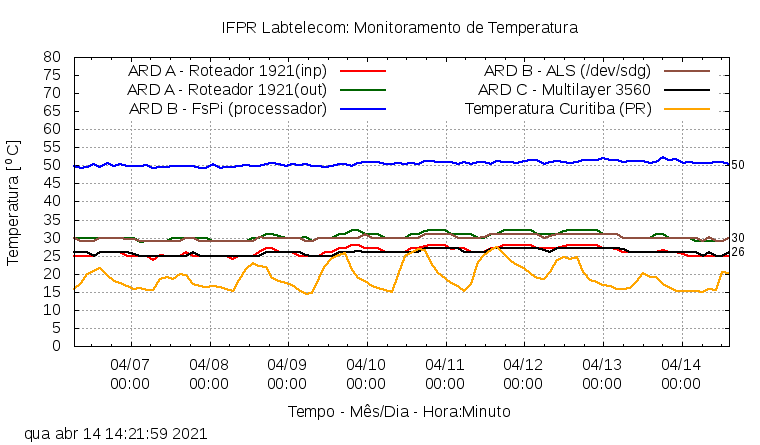 IFPR Labtelecom: Monitoramento de Temperatura
80
75
70
65
60
55
50
45
40
35
30
25
20
15
10
5
0
Temperatura [ºC]
ARD A - Roteador 1921(inp)
ARD A - Roteador 1921(out)
ARD B - FsPi (processador)
ARD B - ALS (/dev/sdg)
ARD C - Multilayer 3560
Temperatura Curitiba (PR)
50
30
26
04/07 04/08 04/09 04/10 04/11 04/12 04/14
00:00 00:00 00:00 00:00 00:00 00:00 00:00 00:00
04/13
Tempo - Mês/Dia - Hora:Minuto
qua abr 14 14:21:59 2021